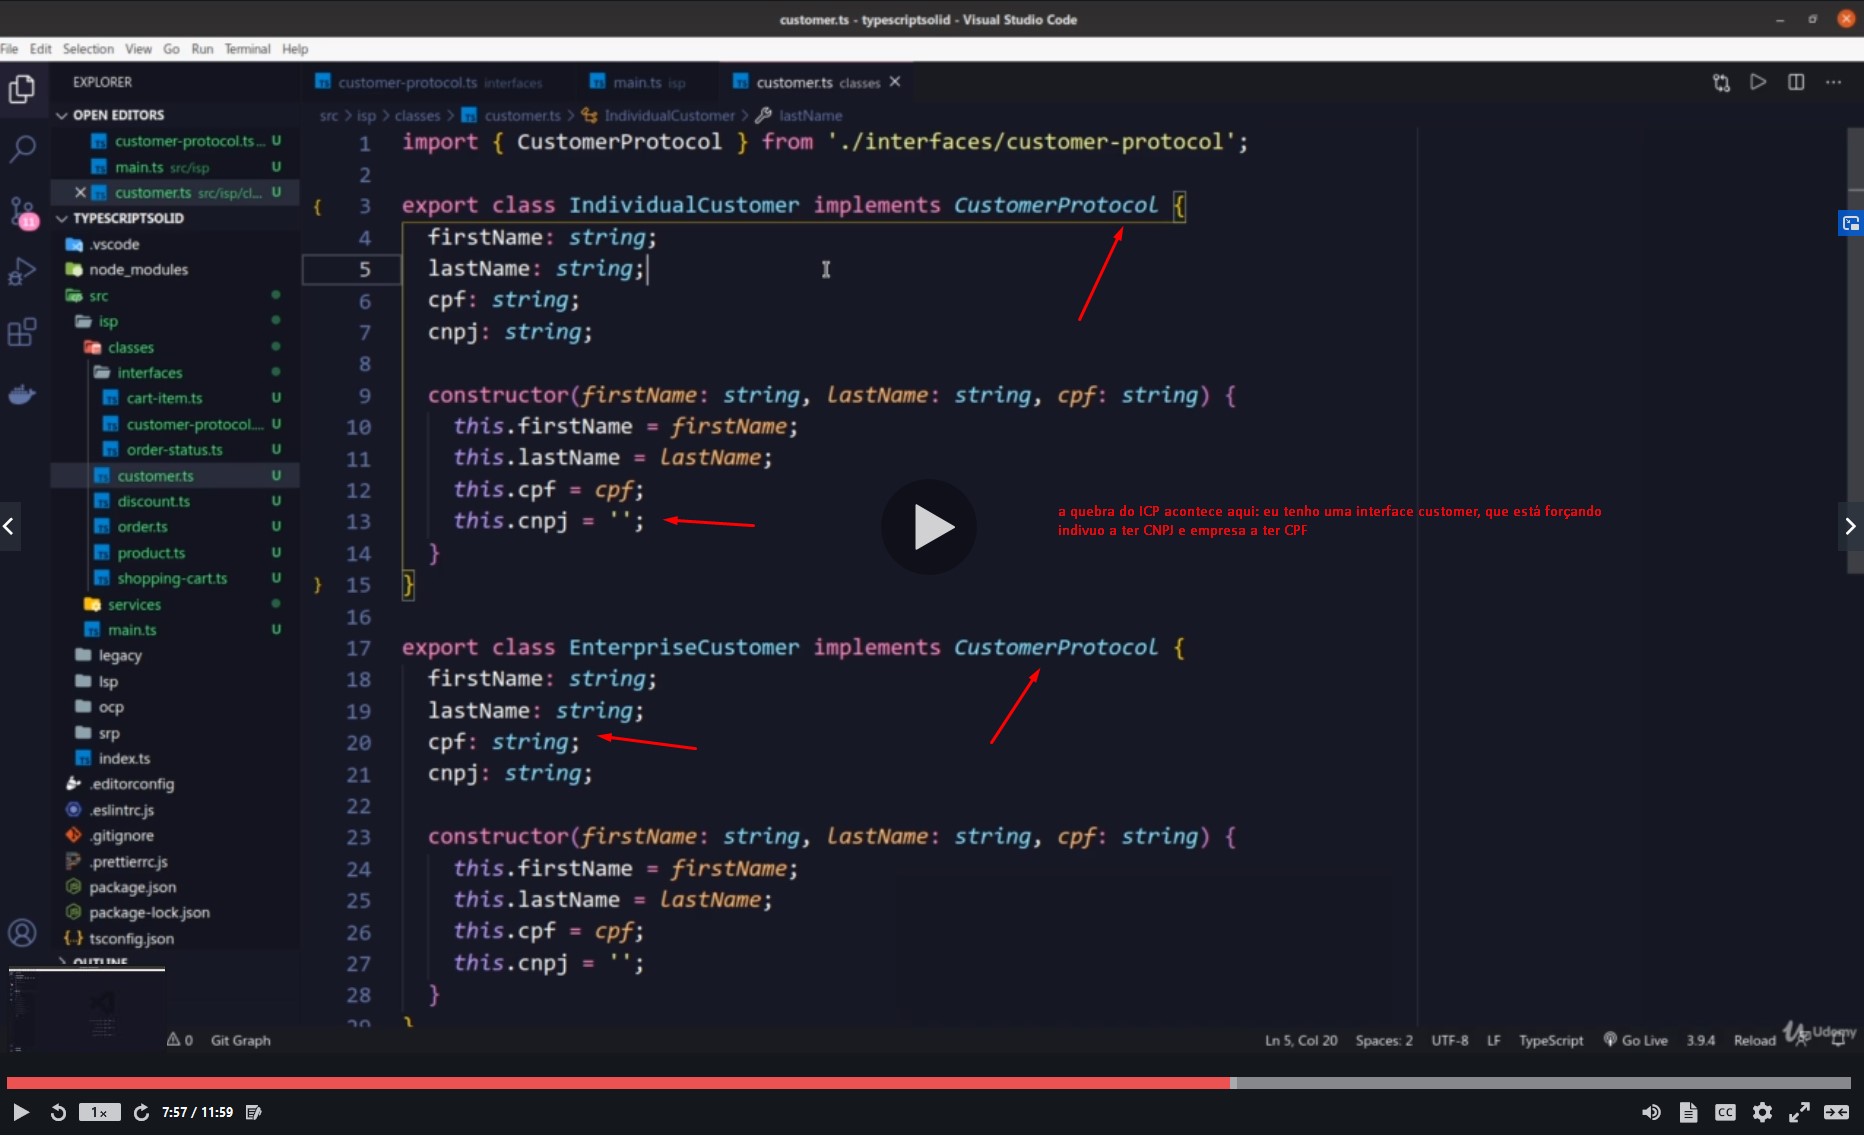 customer.ts - typescriptsolid - Visual Studio Code
File Edit Selection View Go Run Terminal Help
EXPLORER
OPEN EDITORS
customer-protocol.ts... U
main.ts src/isp U
customer.ts src/isp/cl... U
TYPESCRIPTSOLID
.vscode
node_modules
src
isp
classes
interfaces
cart-item.ts U
customer-protocol.... U
order-status.ts U
customer.ts U
discount.ts U
order.ts U
product.ts U
shopping-cart.ts U
services
main.ts U
legacy
lsp
ocp
srp
index.ts
.editorconfig
.eslintrc.js
.gitignore
.prettierrc.js
package.json
package-lock.json
tsconfig.json
OUTLINE
11
customer-protocol.ts interfaces main.ts isp customer.ts classes
src > isp > classes > customer.ts > IndividualCustomer > lastName
1 import { CustomerProtocol } from './interfaces/customer-protocol';
2
3 export class IndividualCustomer implements CustomerProtocol {
4 firstName: string;
5 lastName: string;
6 cpf: string;
7 cnpj: string;
8
9 constructor(firstName: string, lastName: string, cpf: string) {
10 this.firstName = firstName;
11 this.lastName = lastName;
12 this.cpf = cpf;
13 this.cnpj = '';
14 }
15 }
16
17 export class EnterpriseCustomer implements CustomerProtocol {
18 firstName: string;
19 lastName: string;
20 cpf: string;
21 cnpj: string;
22
23 constructor(firstName: string, lastName: string, cpf: string) {
24 this.firstName = firstName;
25 this.lastName = lastName;
26 this.cpf = cpf;
27 this.cnpj = '';
28 }
29 }
a quebra do ICP acontece aqui: eu tenho uma interface customer, que está forçando
indivuo a ter CNPJ e empresa a ter CPF
0 Git Graph
Ln 5, Col 20 Spaces: 2 UTF-8 LF TypeScript Go Live 3.9.4 Reload
Udemy
1x 7:57 / 11:59 CC